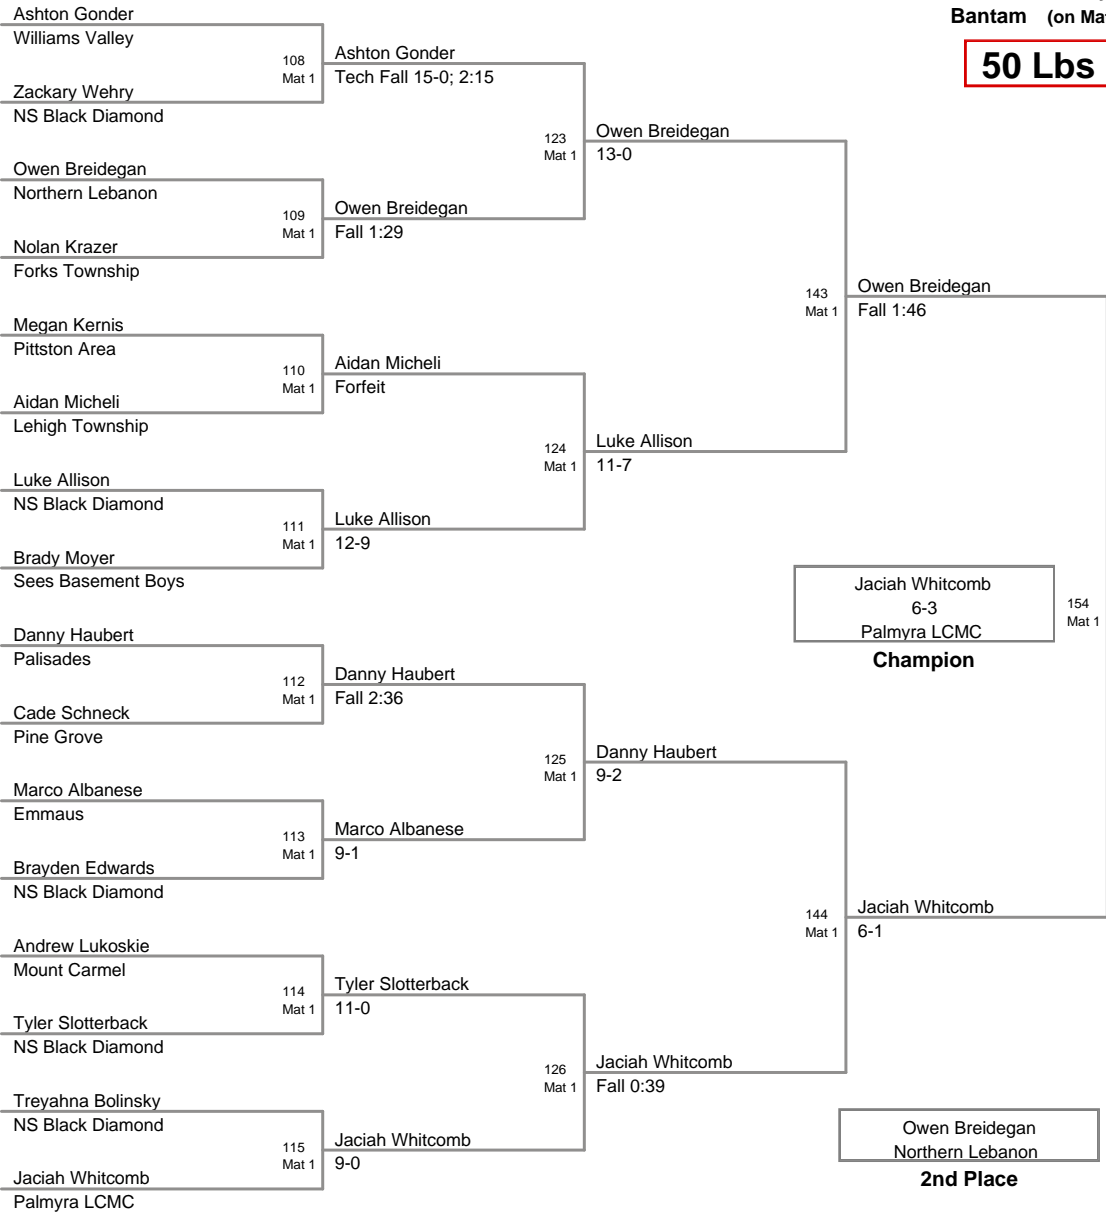 Bantam (on Mat
50 Lbs
Ashton Gonder
Williams Valley
108
Mat 1
Ashton Gonder
Tech Fall 15-0; 2:15
Zackary Wehry
NS Black Diamond
123
Mat 1
Owen Breidegan
13-0
Owen Breidegan
Northern Lebanon
109
Mat 1
Owen Breidegan
Fall 1:29
Nolan Krazer
Forks Township
143
Mat 1
Owen Breidegan
Fall 1:46
Megan Kernis
Pittston Area
110
Mat 1
Aidan Micheli
Forfeit
Aidan Micheli
Lehigh Township
124
Mat 1
Luke Allison
11-7
Luke Allison
NS Black Diamond
111
Mat 1
Luke Allison
12-9
Brady Moyer
Sees Basement Boys
Jaciah Whitcomb
6-3
Palmyra LCMC
Champion
154
Mat 1
Danny Haubert
Palisades
112
Mat 1
Danny Haubert
Fall 2:36
Cade Schneck
Pine Grove
125
Mat 1
Danny Haubert
9-2
Marco Albanese
Emmaus
113
Mat 1
Marco Albanese
9-1
Brayden Edwards
NS Black Diamond
144
Mat 1
Jaciah Whitcomb
6-1
Andrew Lukoskie
Mount Carmel
114
Mat 1
Tyler Slotterback
11-0
Tyler Slotterback
NS Black Diamond
126
Mat 1
Jaciah Whitcomb
Fall 0:39
Treyahna Bolinsky
NS Black Diamond
115
Mat 1
Jaciah Whitcomb
9-0
Jaciah Whitcomb
Palmyra LCMC
Owen Breidegan
Northern Lebanon
2nd Place